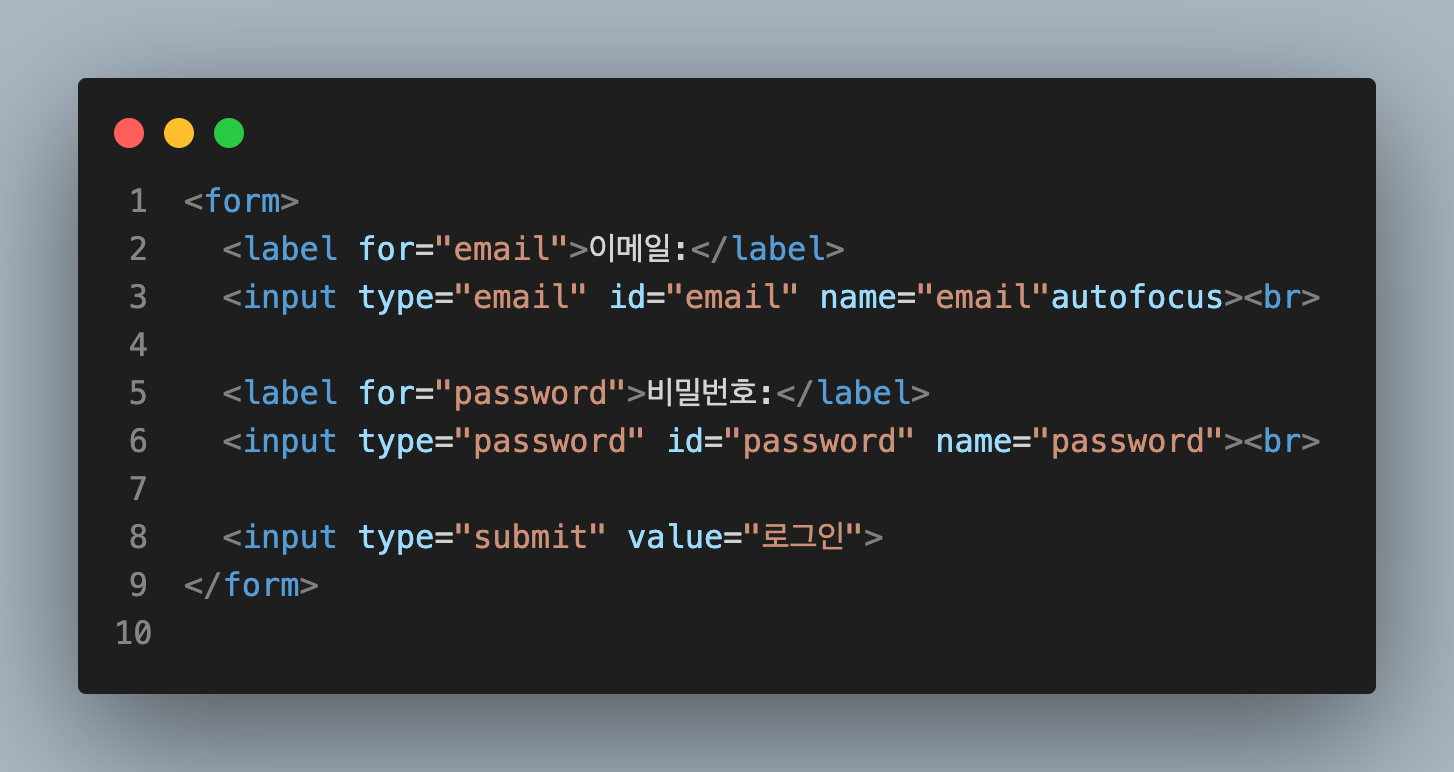 1 <form>
2   <label for="email">이메일:</label>
3   <input type="email" id="email" name="email"autofocus><br>
4
5   <label for="password">비밀번호:</label>
6   <input type="password" id="password" name="password"><br>
7
8   <input type="submit" value="로그인">
9 </form>
10